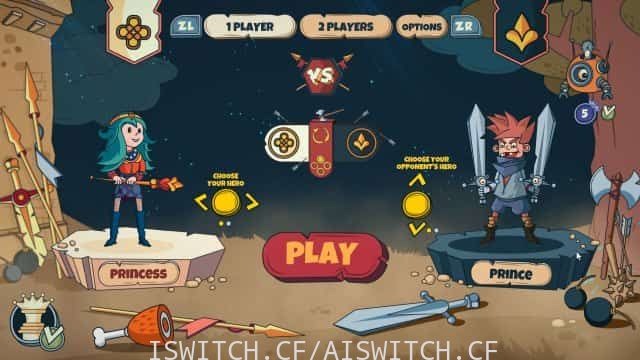 ZL 1 PLAYER 2 PLAYERS OPTIONS ZR
VS
5
CHOOSE
YOUR HERO
CHOOSE YOUR
OPPONENT'S HERO
PLAY
PRINCESS
PRINCE
ISWITCH.CF/AISWITCH.CF